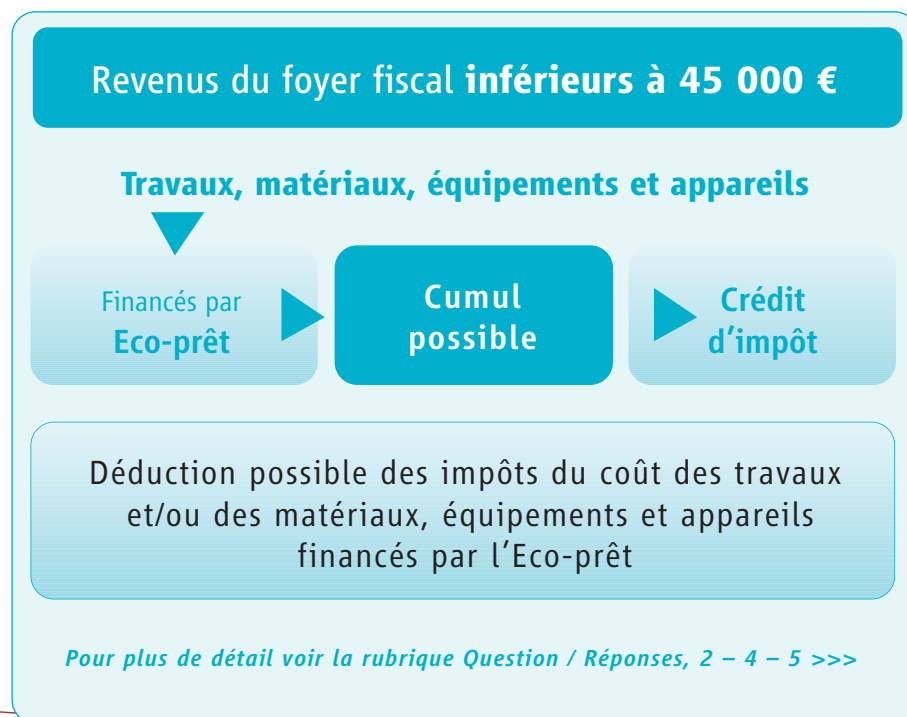 Revenus du foyer fiscal inférieurs à 45 000 €
Travaux, matériaux, équipements et appareils
Financés par
Eco-prêt
Cumul
possible
Crédit
d'impôt
Déduction possible des impôts du coût des travaux
et/ou des matériaux, équipements et appareils
financés par l'Eco-prêt
Pour plus de détail voir la rubrique Question / Réponses, 2 – 4 – 5 >>>